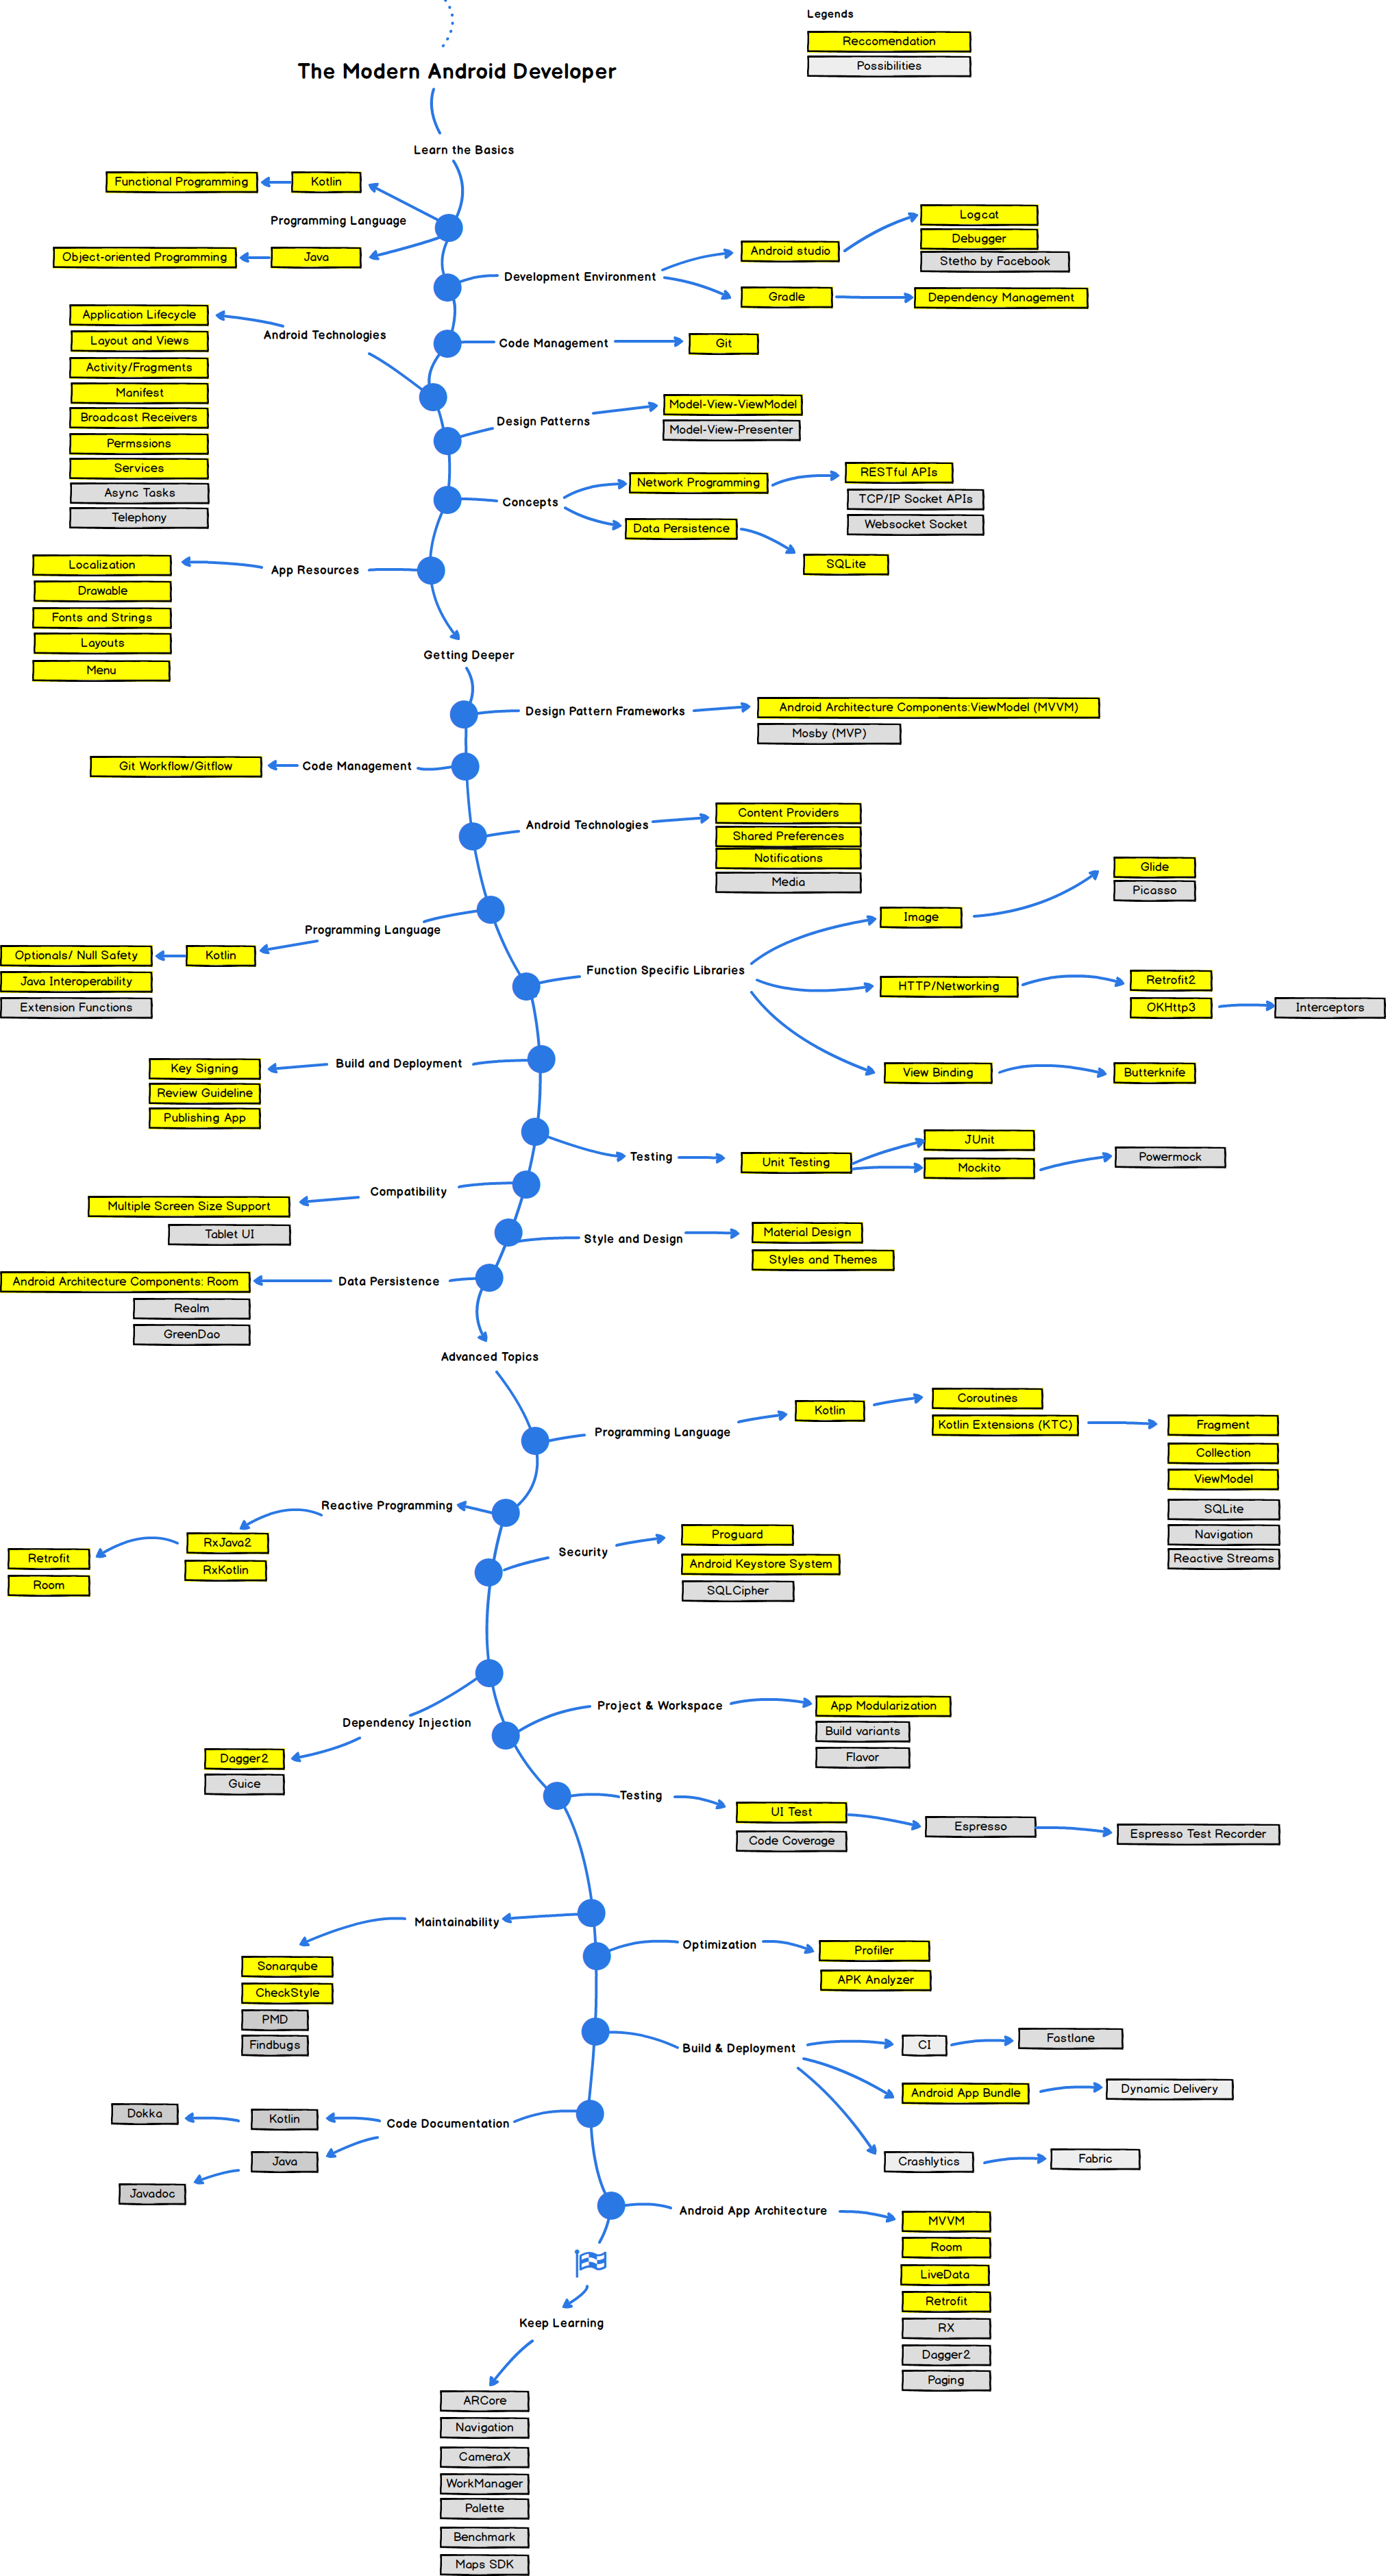 Legends
Reccomendation
Possibilities
The Modern Android Developer
Learn the Basics
Programming Language
Kotlin
Functional Programming
Java
Object-oriented Programming
Development Environment
Android studio
Logcat
Debugger
Stetho by Facebook
Gradle
Dependency Management
Code Management
Git
Android Technologies
Application Lifecycle
Layout and Views
Activity/Fragments
Manifest
Broadcast Receivers
Permssions
Services
Async Tasks
Telephony
Design Patterns
Model-View-ViewModel
Model-View-Presenter
Concepts
Network Programming
RESTful APIs
TCP/IP Socket APIs
Websocket Socket
Data Persistence
SQLite
App Resources
Localization
Drawable
Fonts and Strings
Layouts
Menu
Getting Deeper
Design Pattern Frameworks
Android Architecture Components:ViewModel (MVVM)
Mosby (MVP)
Code Management
Git Workflow/Gitflow
Android Technologies
Content Providers
Shared Preferences
Notifications
Media
Programming Language
Kotlin
Optionals/ Null Safety
Java Interoperability
Extension Functions
Function Specific Libraries
Image
Glide
Picasso
HTTP/Networking
Retrofit2
OKHttp3
Interceptors
View Binding
Butterknife
Build and Deployment
Key Signing
Review Guideline
Publishing App
Testing
Unit Testing
JUnit
Mockito
Powermock
Compatibility
Multiple Screen Size Support
Tablet UI
Style and Design
Material Design
Styles and Themes
Data Persistence
Android Architecture Components: Room
Realm
GreenDao
Advanced Topics
Programming Language
Kotlin
Coroutines
Kotlin Extensions (KTC)
Fragment
Collection
ViewModel
SQLite
Navigation
Reactive Streams
Reactive Programming
RxJava2
RxKotlin
Retrofit
Room
Security
Proguard
Android Keystore System
SQLCipher
Dependency Injection
Dagger2
Guice
Project & Workspace
App Modularization
Build variants
Flavor
Testing
UI Test
Code Coverage
Espresso
Espresso Test Recorder
Maintainability
Sonarqube
CheckStyle
PMD
Findbugs
Optimization
Profiler
APK Analyzer
Build & Deployment
CI
Fastlane
Android App Bundle
Dynamic Delivery
Crashlytics
Fabric
Code Documentation
Kotlin
Dokka
Java
Javadoc
Android App Architecture
MVVM
Room
LiveData
Retrofit
RX
Dagger2
Paging
Keep Learning
ARCore
Navigation
CameraX
WorkManager
Palette
Benchmark
Maps SDK